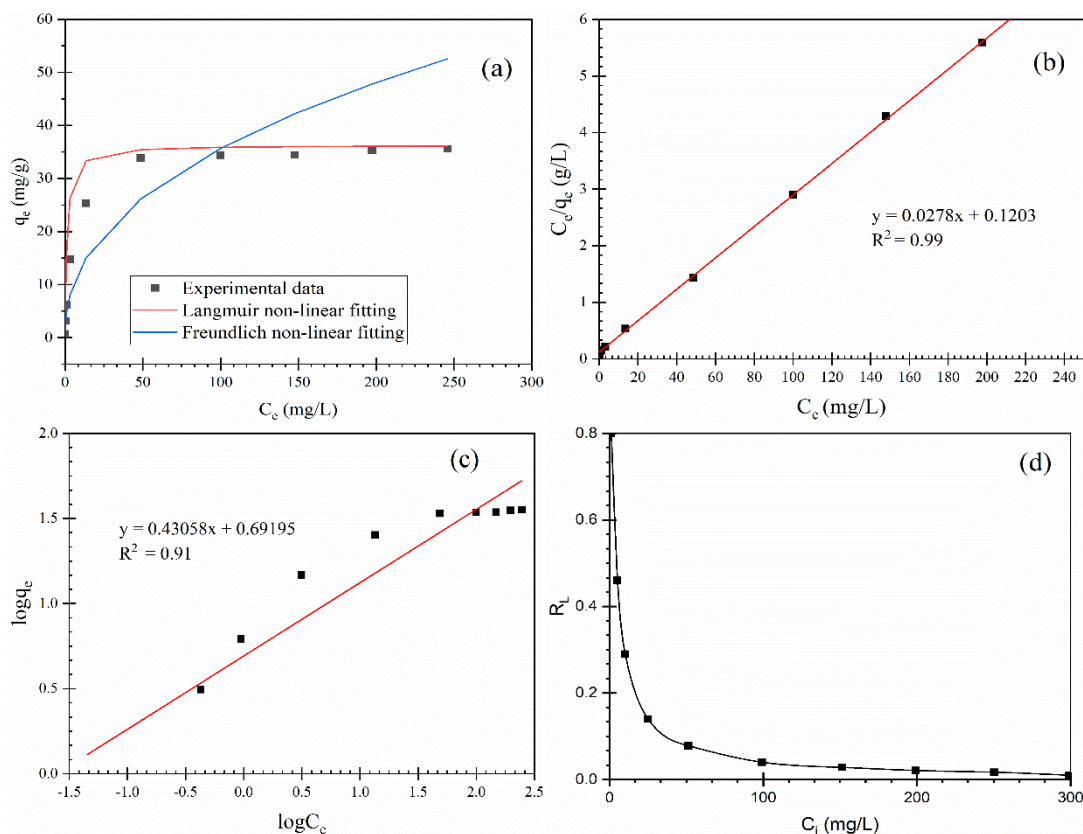 (a)
60
50
40
30
20
10
0
qe (mg/g)
Experimental data
Langmuir non-linear fitting
Freundlich non-linear fitting
0 50 100 150 200 250 300
Ce (mg/L)
(b)
6
5
4
3
2
1
0
Ce/qe (g/L)
y = 0.0278x + 0.1203
R2 = 0.99
0 20 40 60 80 100 120 140 160 180 200 220 240
Ce (mg/L)
(c)
2.0
1.5
1.0
0.5
0.0
logqe
y = 0.43058x + 0.69195
R2 = 0.91
-1.5 -1.0 -0.5 0.0 0.5 1.0 1.5 2.0 2.5
logCe
(d)
0.8
0.6
0.4
0.2
0.0
RL
0 100 200 300
Ci (mg/L)